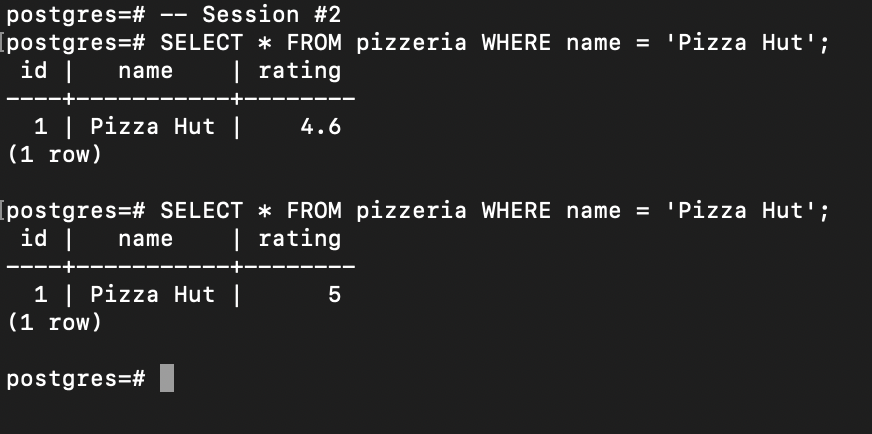 postgres=# -- Session #2
[postgres=# SELECT * FROM pizzeria WHERE name = 'Pizza Hut';
 id |   name    | rating
----+-----------+--------
  1 | Pizza Hut |    4.6
(1 row)

[postgres=# SELECT * FROM pizzeria WHERE name = 'Pizza Hut';
 id |   name    | rating
----+-----------+--------
  1 | Pizza Hut |      5
(1 row)

postgres=#